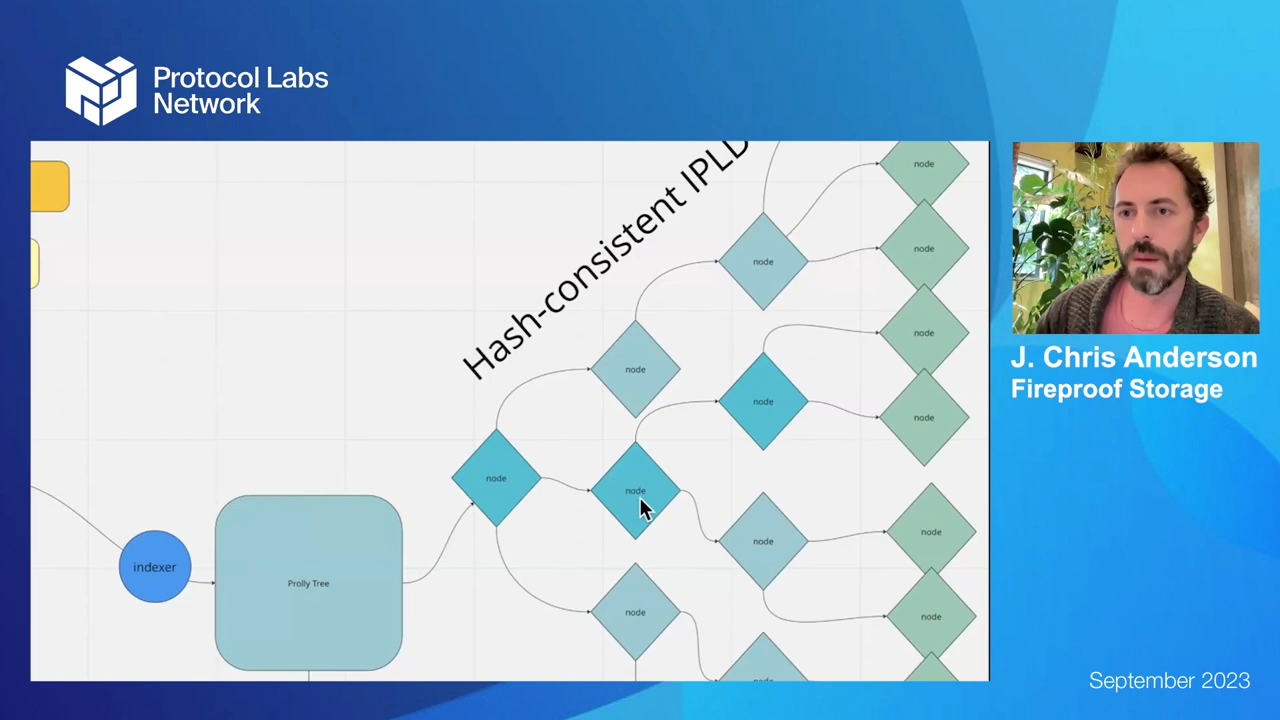 Protocol Labs
Network
Hash-consistent IPLD
node
node
node
node
node
node
node
node
node
node
node
node
node
node
indexer
Prolly Tree
J. Chris Anderson
Fireproof Storage
September 2023